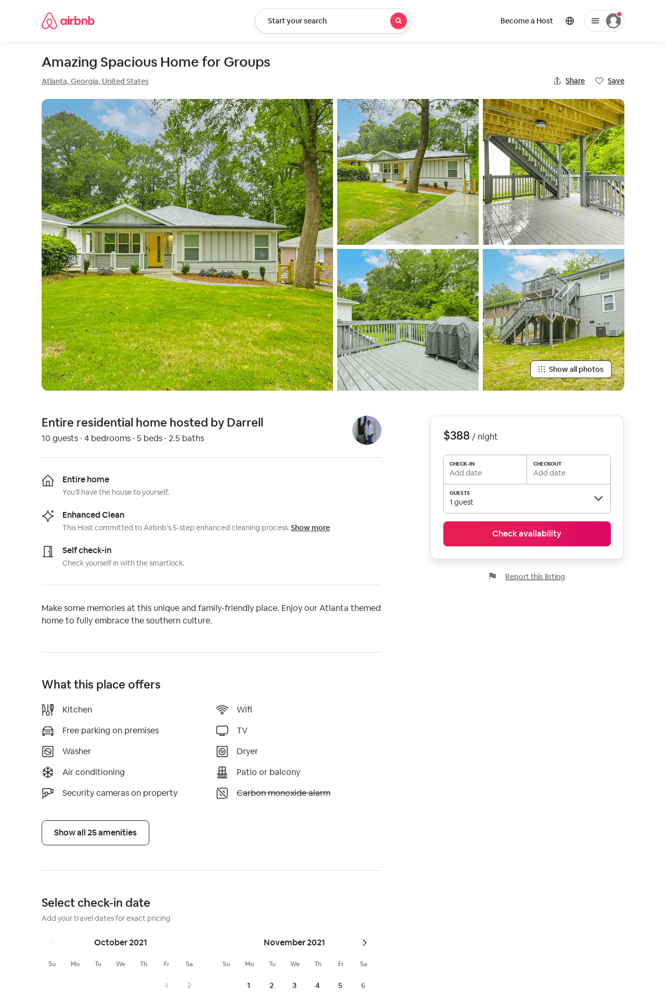 airbnb
Start your search
Become a Host
Amazing Spacious Home for Groups
Atlanta, Georgia, United States
Share
Save
Show all photos
Entire residential home hosted by Darrell
10 guests · 4 bedrooms · 5 beds · 2.5 baths
Entire home
You'll have the house to yourself.
Enhanced Clean
This Host committed to Airbnb's 5-step enhanced cleaning process. Show more
Self check-in
Check yourself in with the smartlock.
$388 / night
CHECK-IN
Add date
CHECKOUT
Add date
GUESTS
1 guest
Check availability
Report this listing
Make some memories at this unique and family-friendly place. Enjoy our Atlanta themed
home to fully embrace the southern culture.
What this place offers
Kitchen
Wifi
Free parking on premises
TV
Washer
Dryer
Air conditioning
Patio or balcony
Security cameras on property
Carbon monoxide alarm
Show all 25 amenities
Select check-in date
Add your travel dates for exact pricing
October 2021
November 2021
Su Mo Tu We Th Fr Sa
Su Mo Tu We Th Fr Sa
1 2
1 2 3 4 5 6